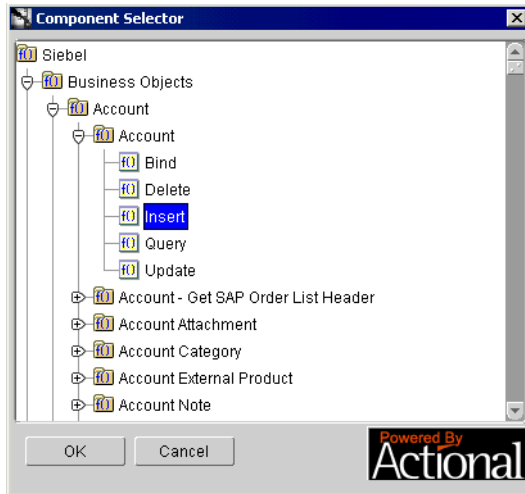 Component Selector
f() Siebel
f() Business Objects
f() Account
f() Account
f() Bind
f() Delete
f() Insert
f() Query
f() Update
f() Account - Get SAP Order List Header
f() Account Attachment
f() Account Category
f() Account External Product
f() Account Note
OK Cancel
Powered By
Actional